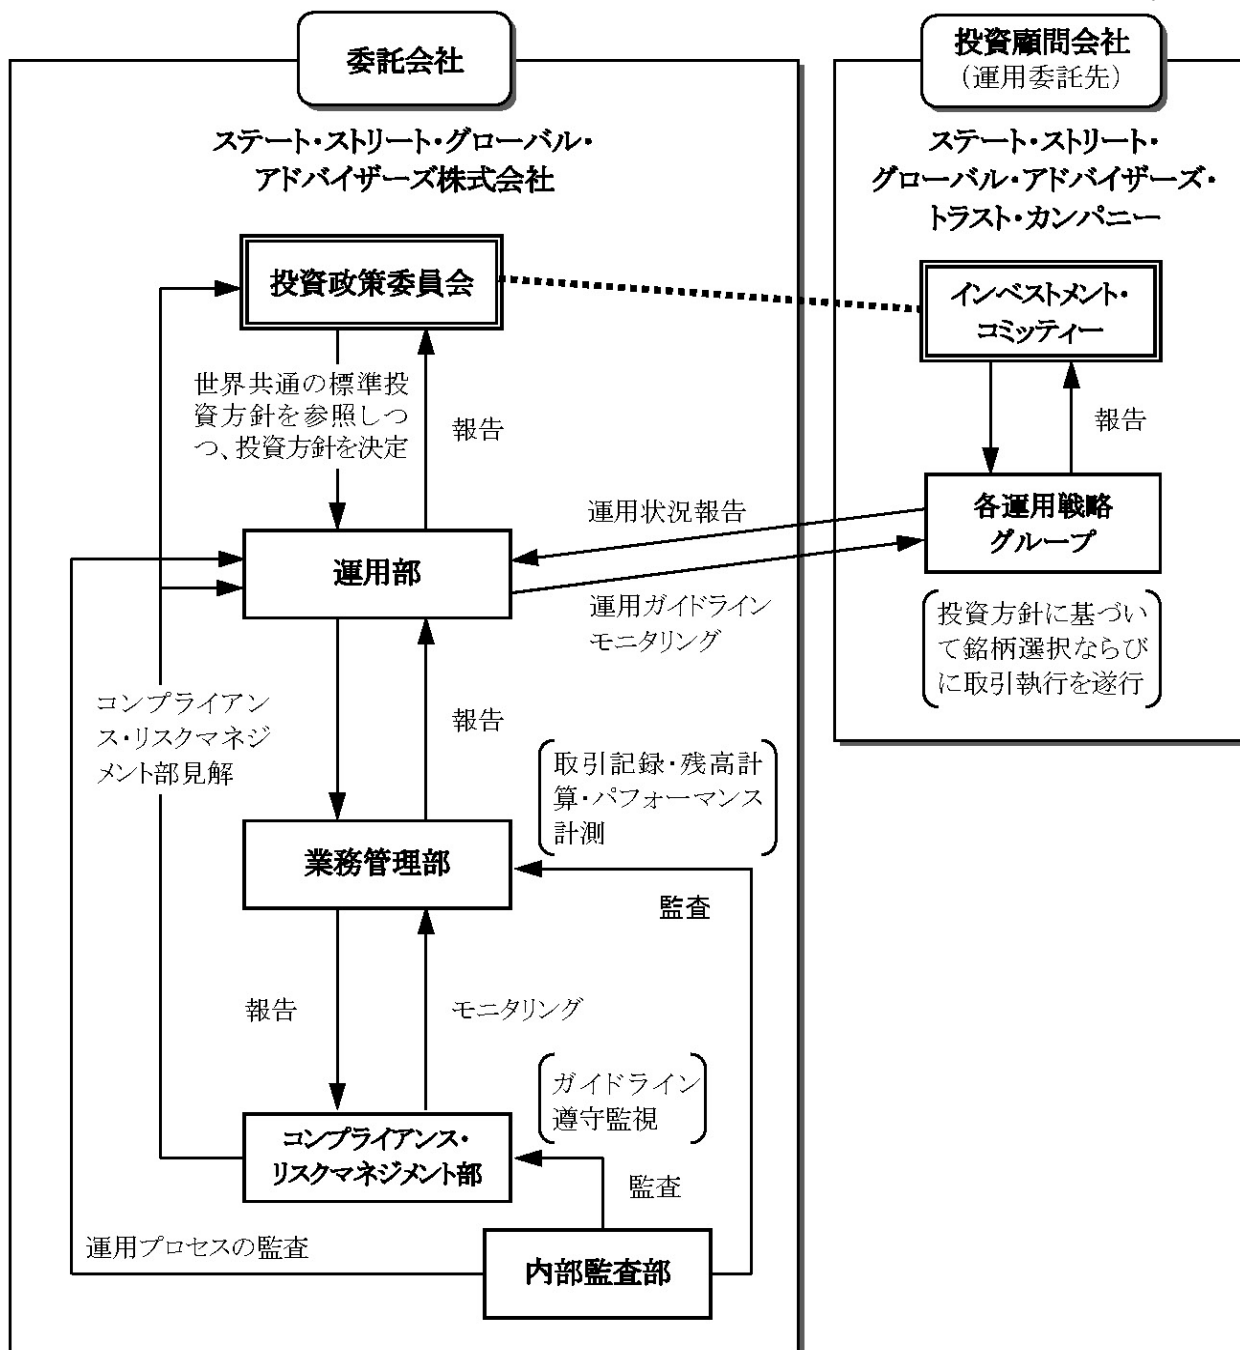 委託会社
ステート・ストリート・グローバル・
アドバイザーズ株式会社
投資政策委員会
世界共通の標準投
資方針を参照しつ
つ、投資方針を決定
報告
運用部
コンプライアン
ス・リスクマネジ
メント部見解
報告
取引記録・残高計
算・パフォーマンス
計測
業務管理部
監査
報告
モニタリング
ガイドライン
遵守監視
コンプライアンス・
リスクマネジメント部
監査
運用プロセスの監査
内部監査部
運用状況報告
運用ガイドライン
モニタリング
投資顧問会社
（運用委託先）
ステート・ストリート・
グローバル・アドバイザーズ・
トラスト・カンパニー
インベストメント・
コミッティー
報告
各運用戦略
グループ
投資方針に基づい
て銘柄選択ならび
に取引執行を遂行